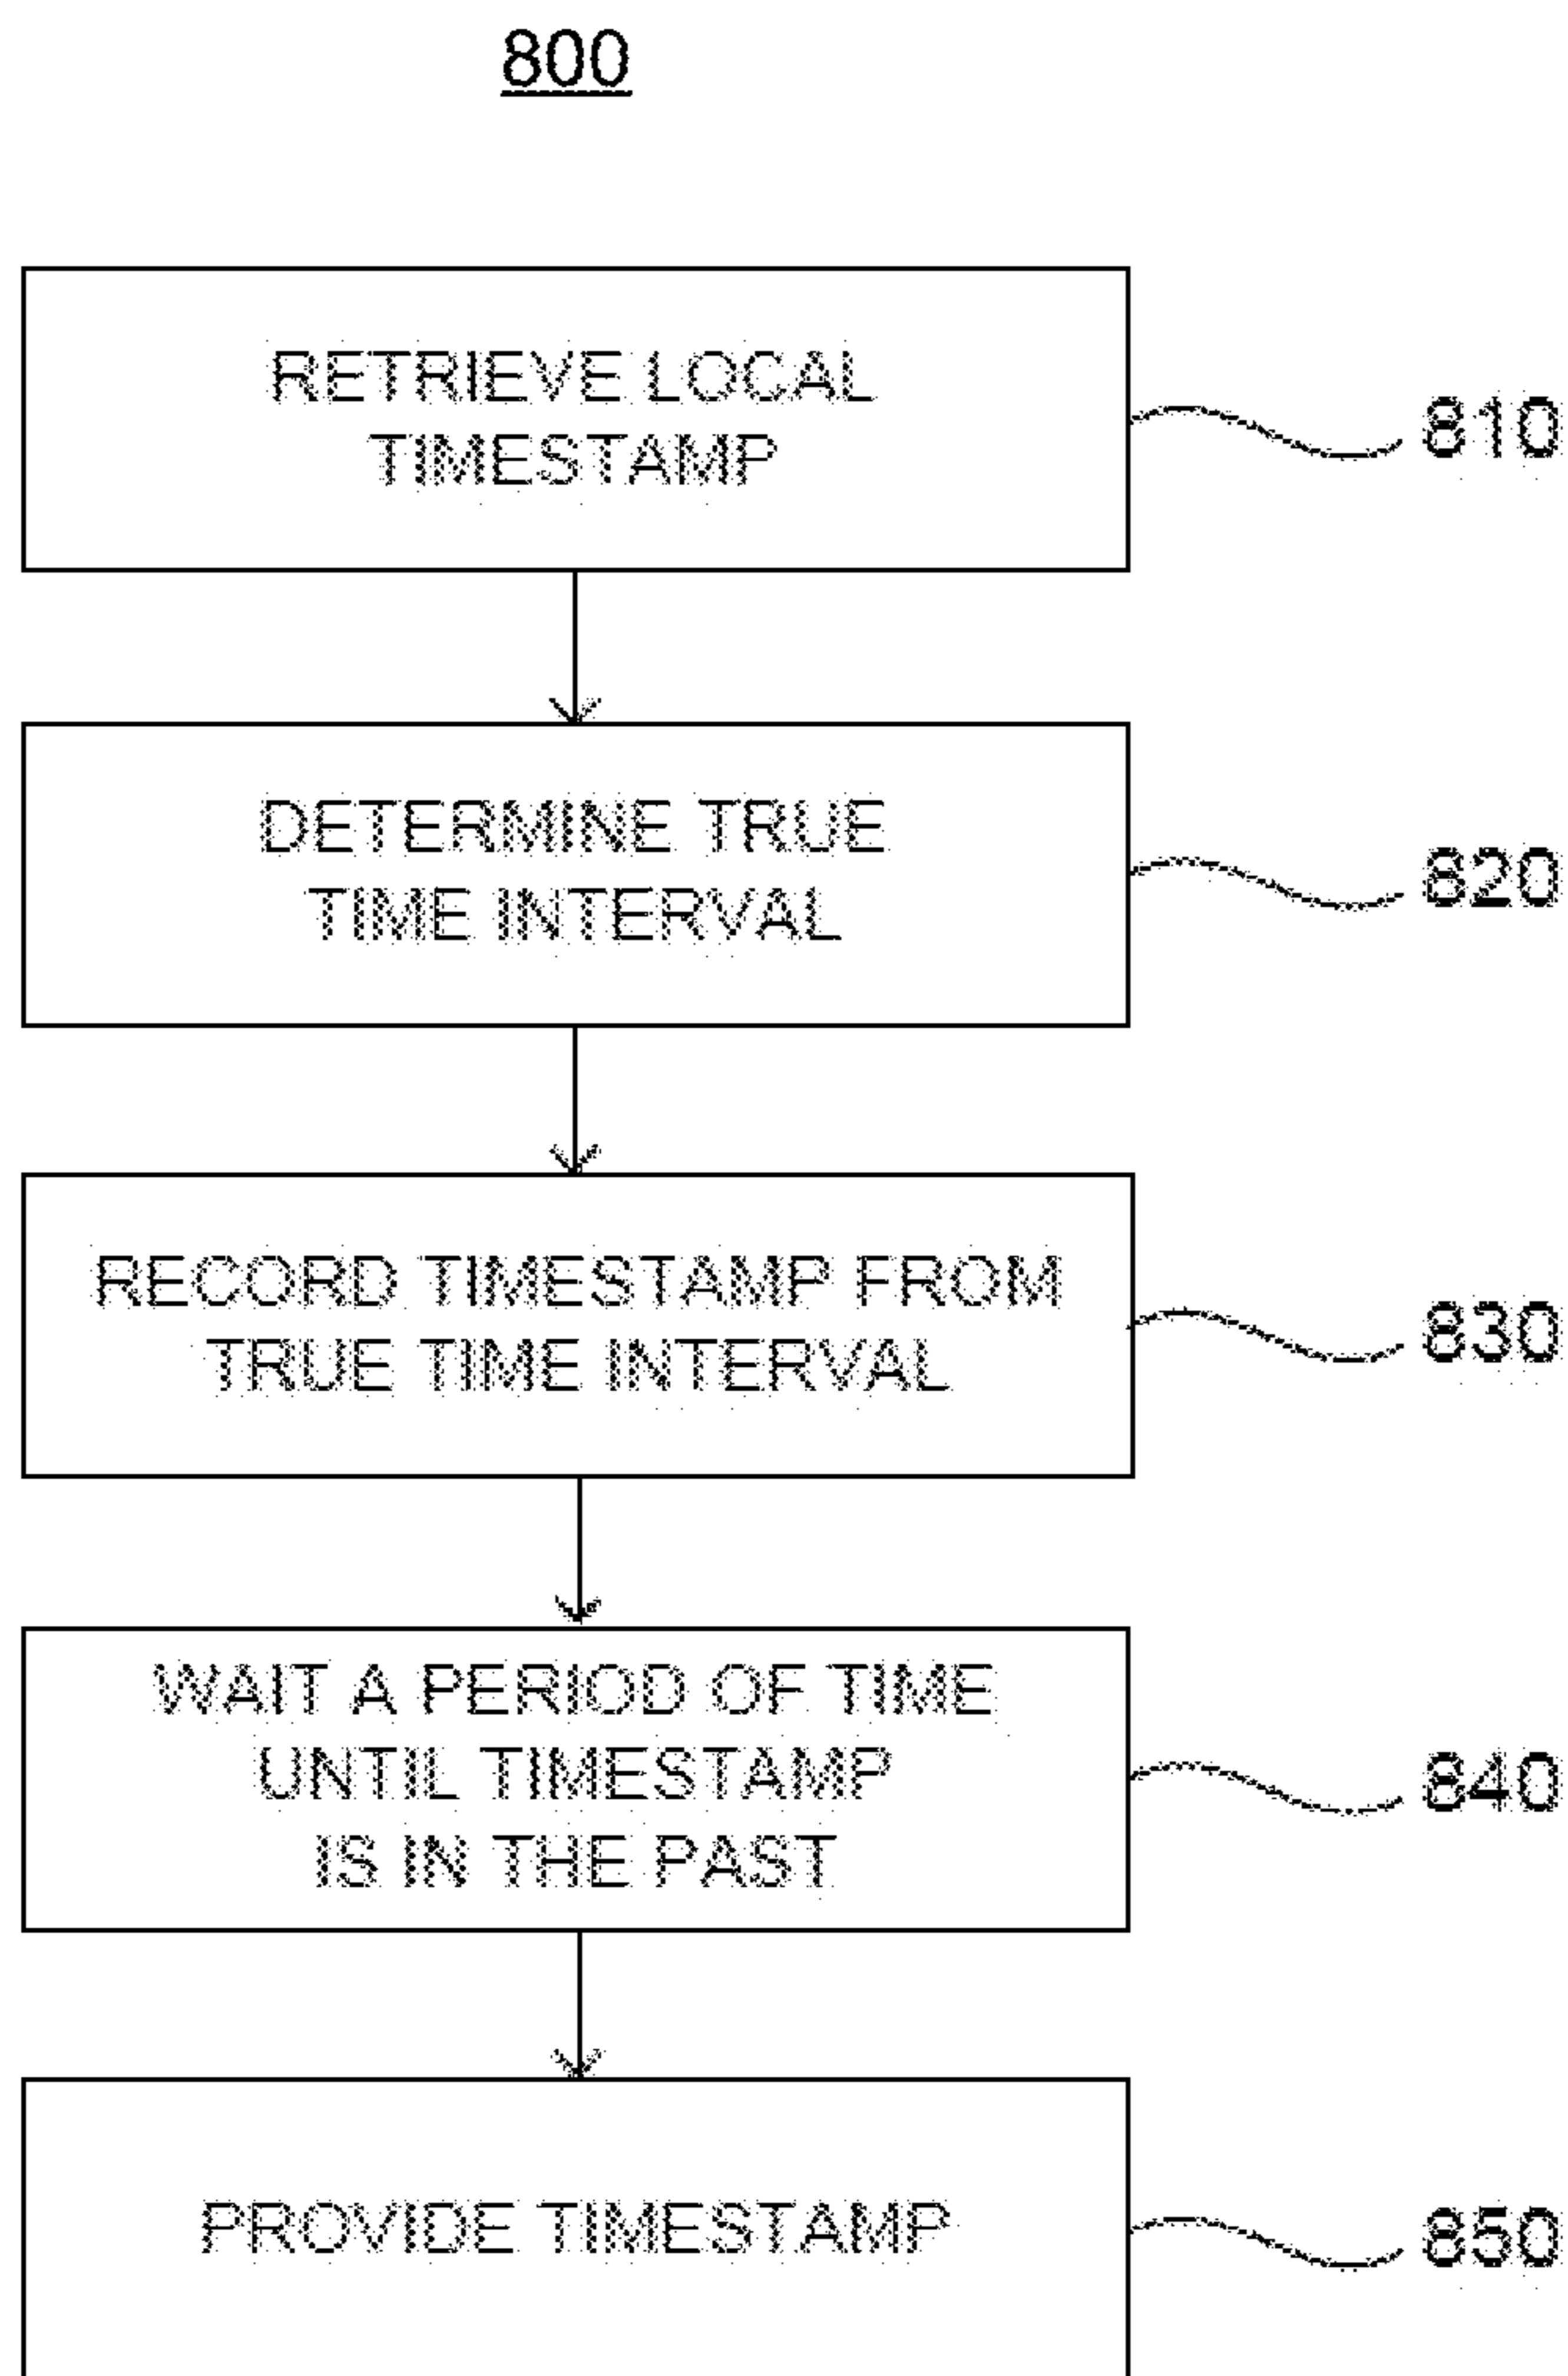 800
RETRIEVE LOCAL
TIMESTAMP
810
DETERMINE TRUE
TIME INTERVAL
820
RECORD TIMESTAMP FROM
TRUE TIME INTERVAL
830
WAIT A PERIOD OF TIME
UNTIL TIMESTAMP
IS IN THE PAST
840
PROVIDE TIMESTAMP
850